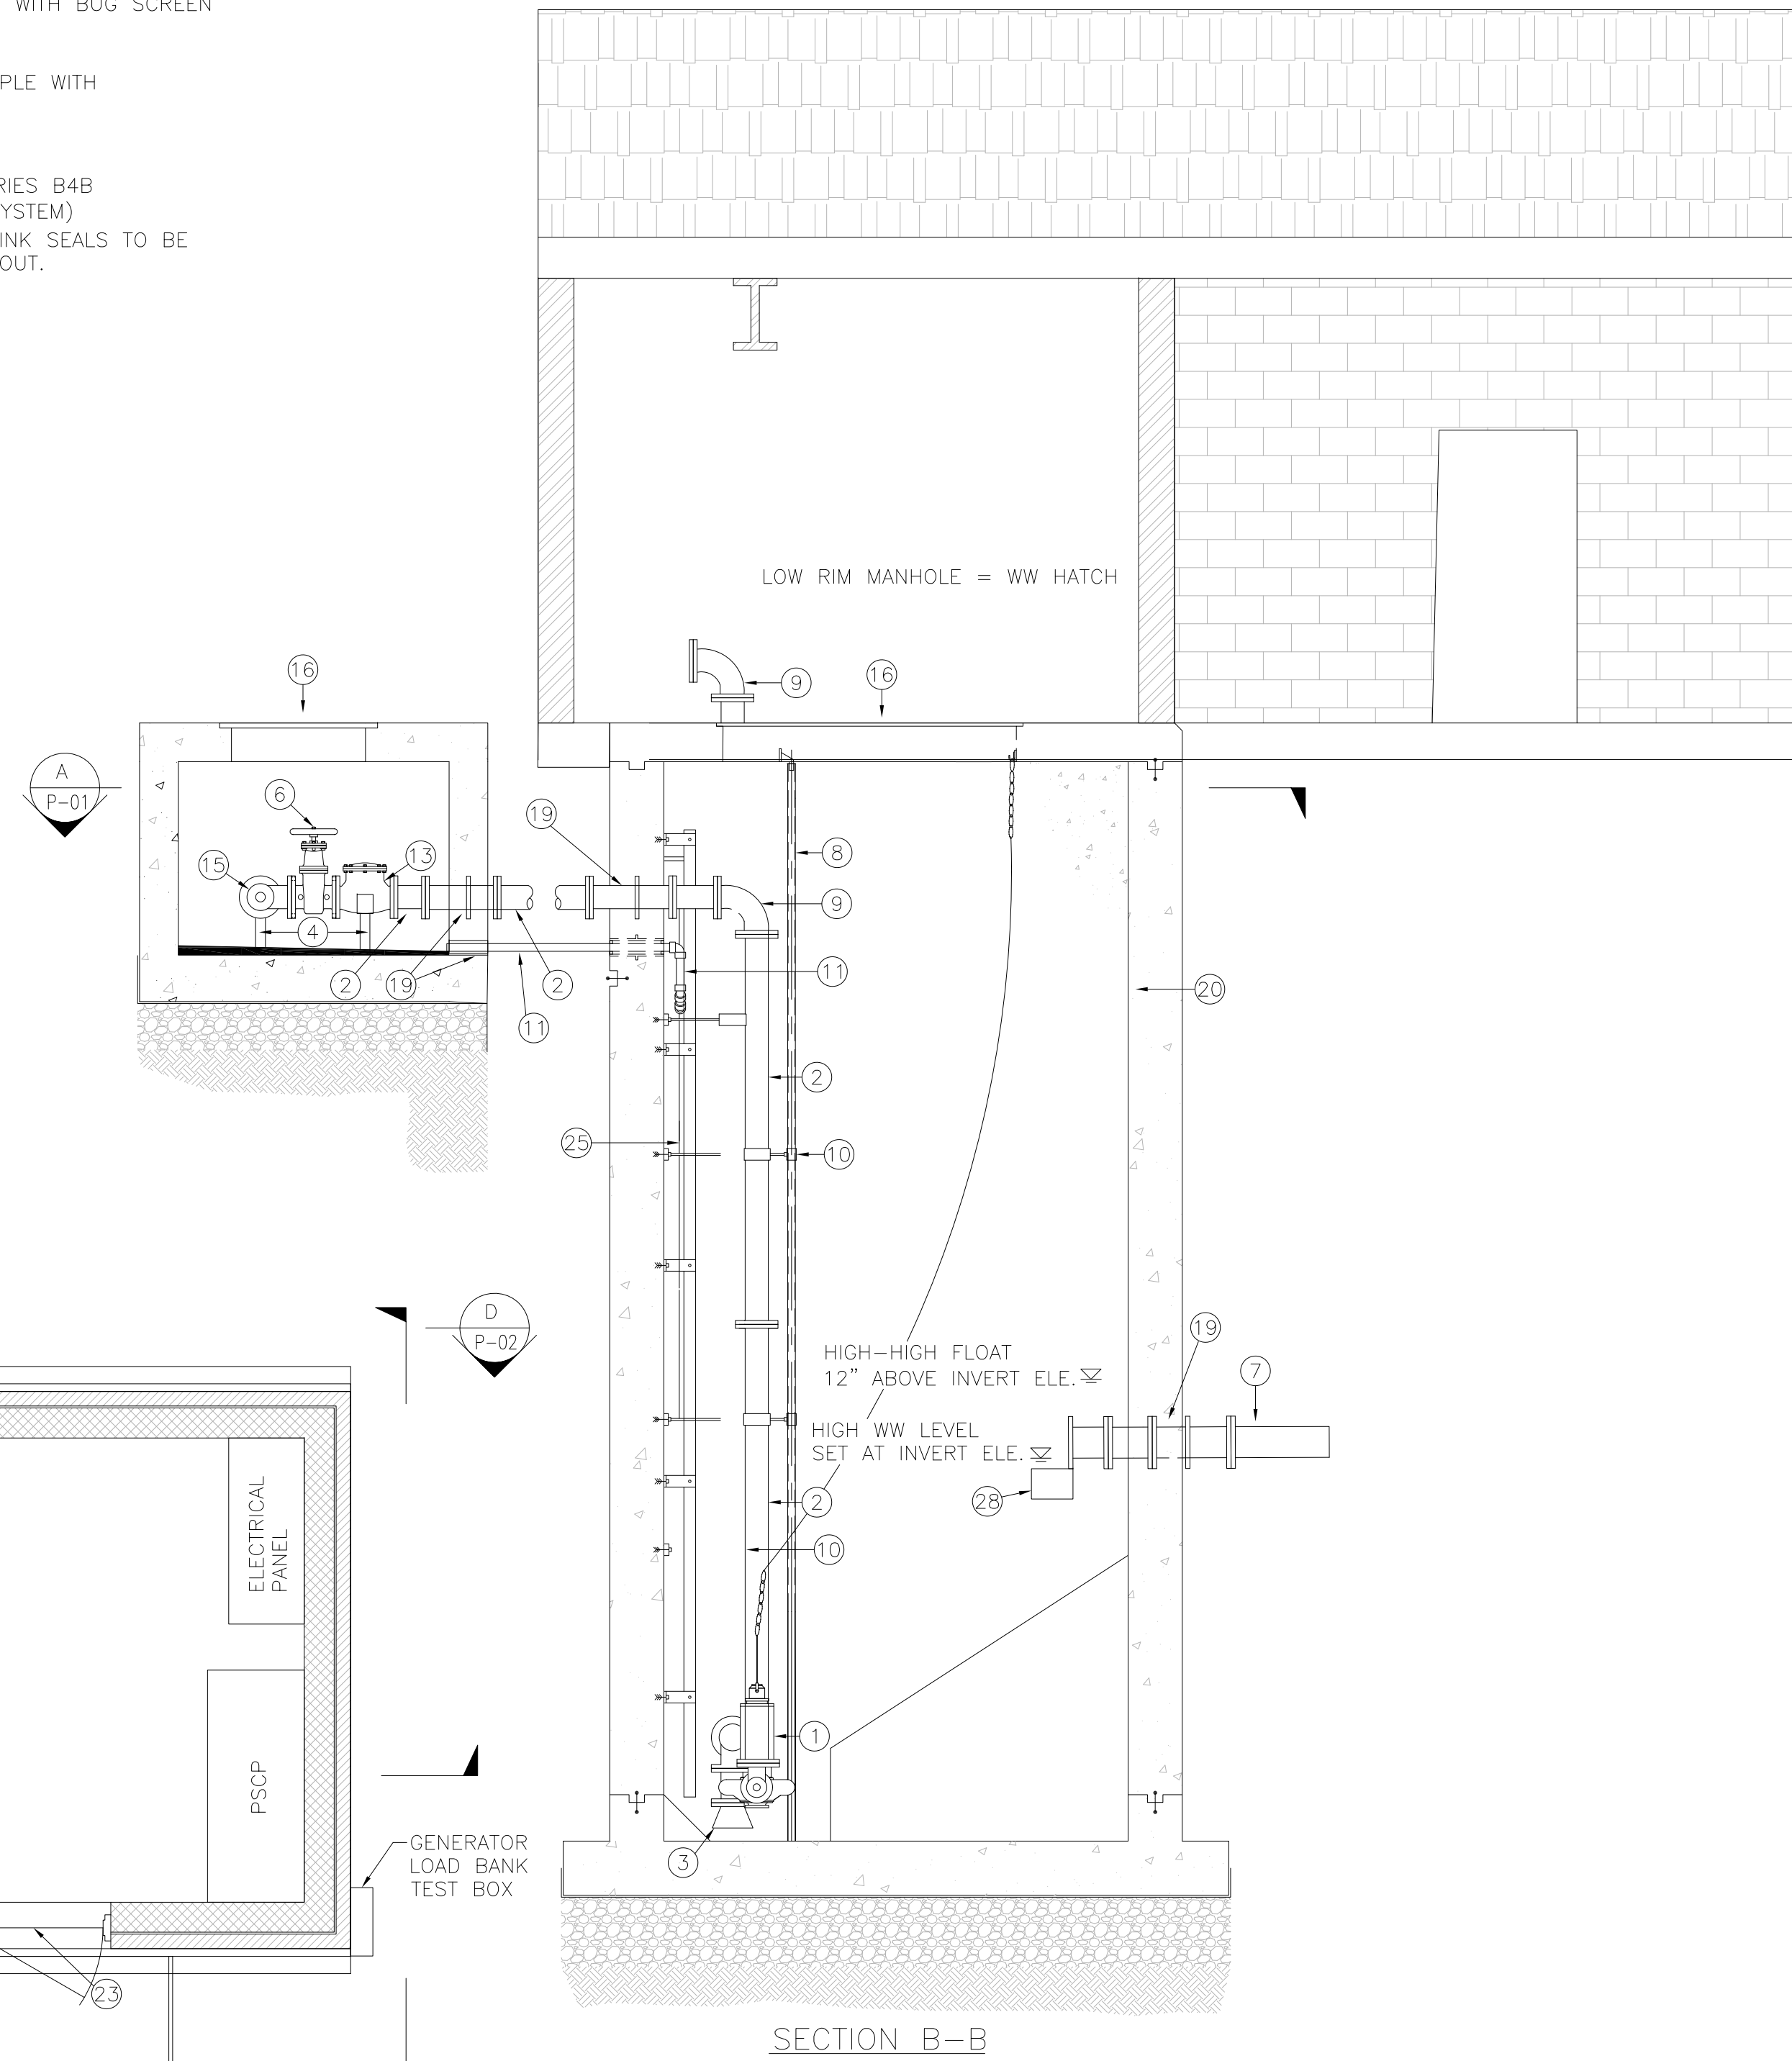 WITH BUG SCREEN
PLE WITH
RIES B4B
YSTEM)
INK SEALS TO BE
OUT.
LOW RIM MANHOLE = WW HATCH
16
9
16
A
P-01
6
19
15
13
8
9
4
2
19
2
11
11
20
2
25
10
D
P-02
HIGH-HIGH FLOAT
12" ABOVE INVERT ELE.
19
7
HIGH WW LEVEL
SET AT INVERT ELE.
2
28
10
ELECTRICAL
PANEL
1
PSCP
3
GENERATOR
LOAD BANK
TEST BOX
23
SECTION B-B